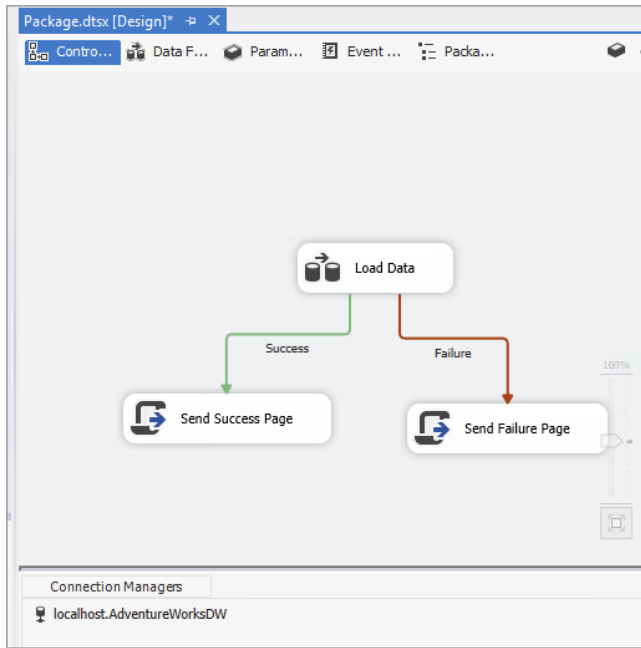 Package.dtsx [Design]*
Contro... Data F... Param... Event ... Packa...
Load Data
Success
Failure
100%
Send Success Page
Send Failure Page
Connection Managers
localhost.AdventureWorksDW